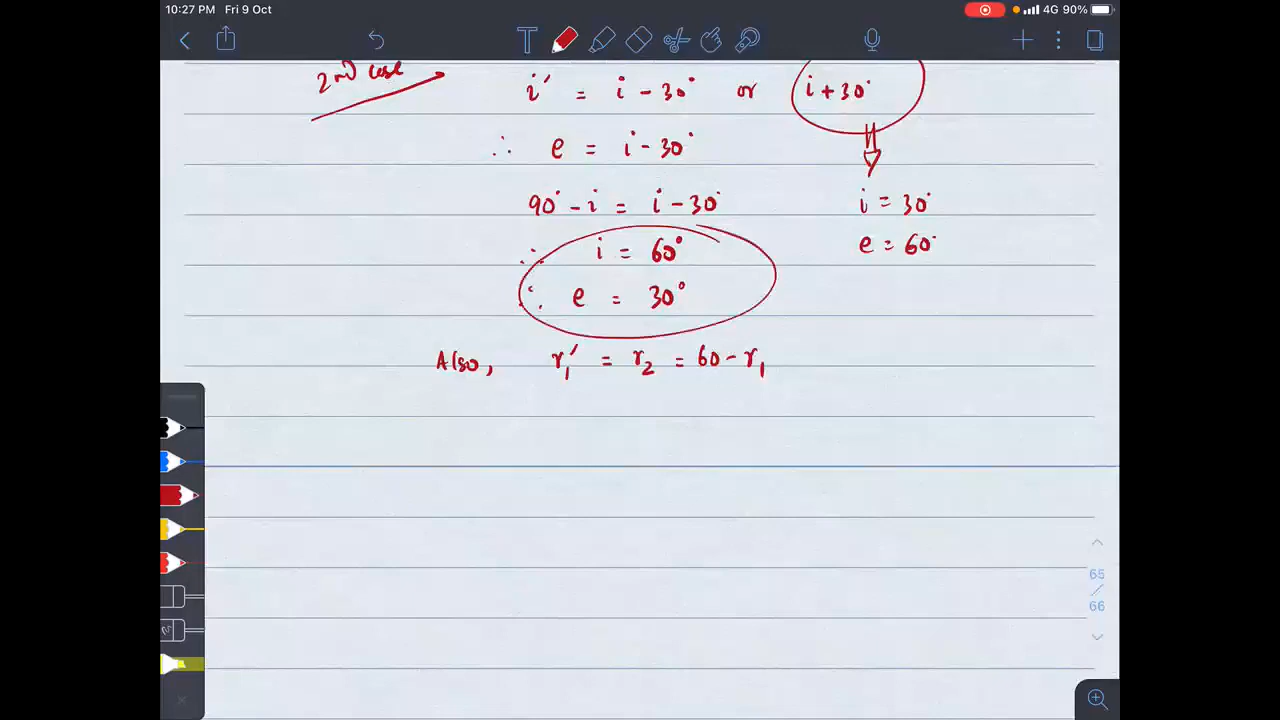 10:27 PM Fri 9 Oct 4G 90%
2nd case
i' = i - 30° or i + 30°
∴ e = i - 30°
90° - i = i - 30° i = 30°
∴ i = 60° e = 60°
∴ e = 30°
Also, r₁' = r₂ = 60 - r₁
65
/
66